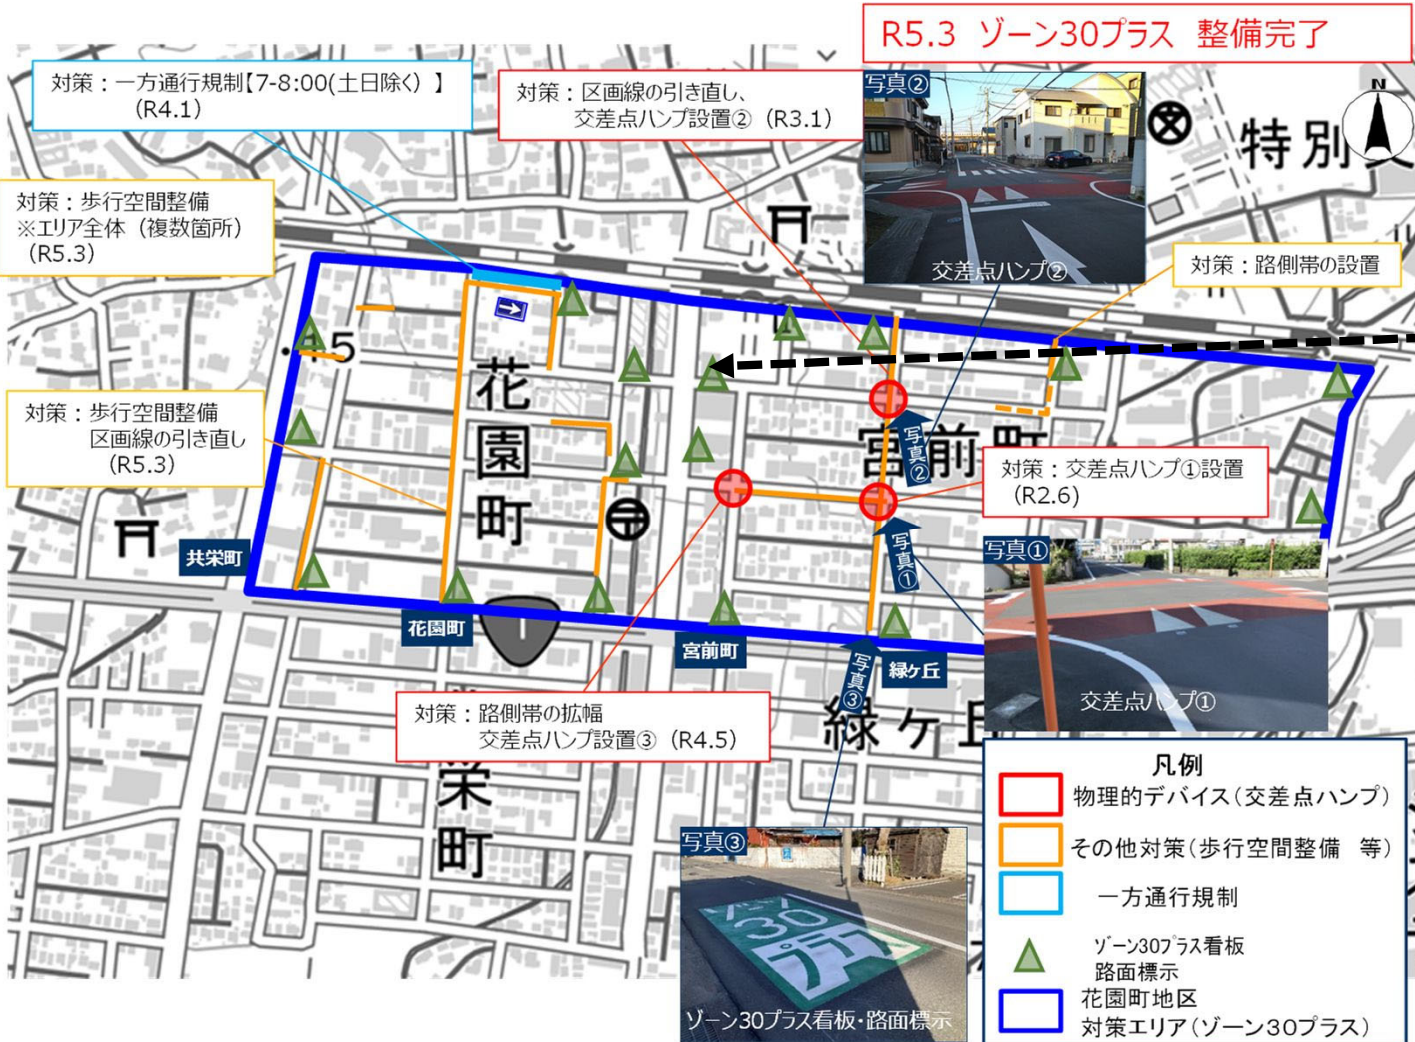 R5.3 ゾーン30プラス 整備完了
対策：一方通行規制【7-8:00(土日除く）】
（R4.1）
対策：区画線の引き直し、
交差点ハンプ設置②（R3.1）
写真②
交差点ハンプ②
N
特別
対策：歩行空間整備
※エリア全体（複数箇所）
（R5.3）
対策：路側帯の設置
.15
花園町
宮前町
写真②
対策：歩行空間整備
区画線の引き直し
（R5.3）
対策：交差点ハンプ①設置
（R2.6）
写真①
写真①
交差点ハンプ①
共栄町
花園町
1
宮前町
緑ケ丘
写真③
緑ヶ丘
対策：路側帯の拡幅
交差点ハンプ設置③（R4.5）
栄町
写真③
ゾーン
30
プラス
ゾーン30プラス看板・路面標示
凡例
物理的デバイス（交差点ハンプ）
その他対策（歩行空間整備 等）
一方通行規制
ゾーン30プラス看板
路面標示
花園町地区
対策エリア（ゾーン30プラス）